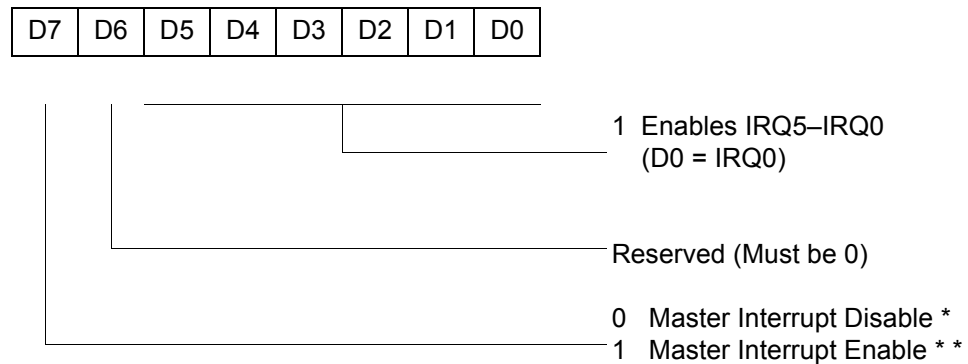 D7 D6 D5 D4 D3 D2 D1 D0
1 Enables IRQ5–IRQ0
(D0 = IRQ0)
Reserved (Must be 0)
0 Master Interrupt Disable *
1 Master Interrupt Enable * *